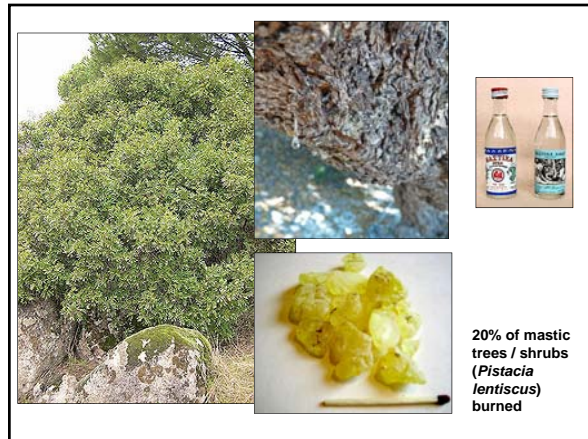 20% of mastic
trees / shrubs
(Pistacia
lentiscus)
burned